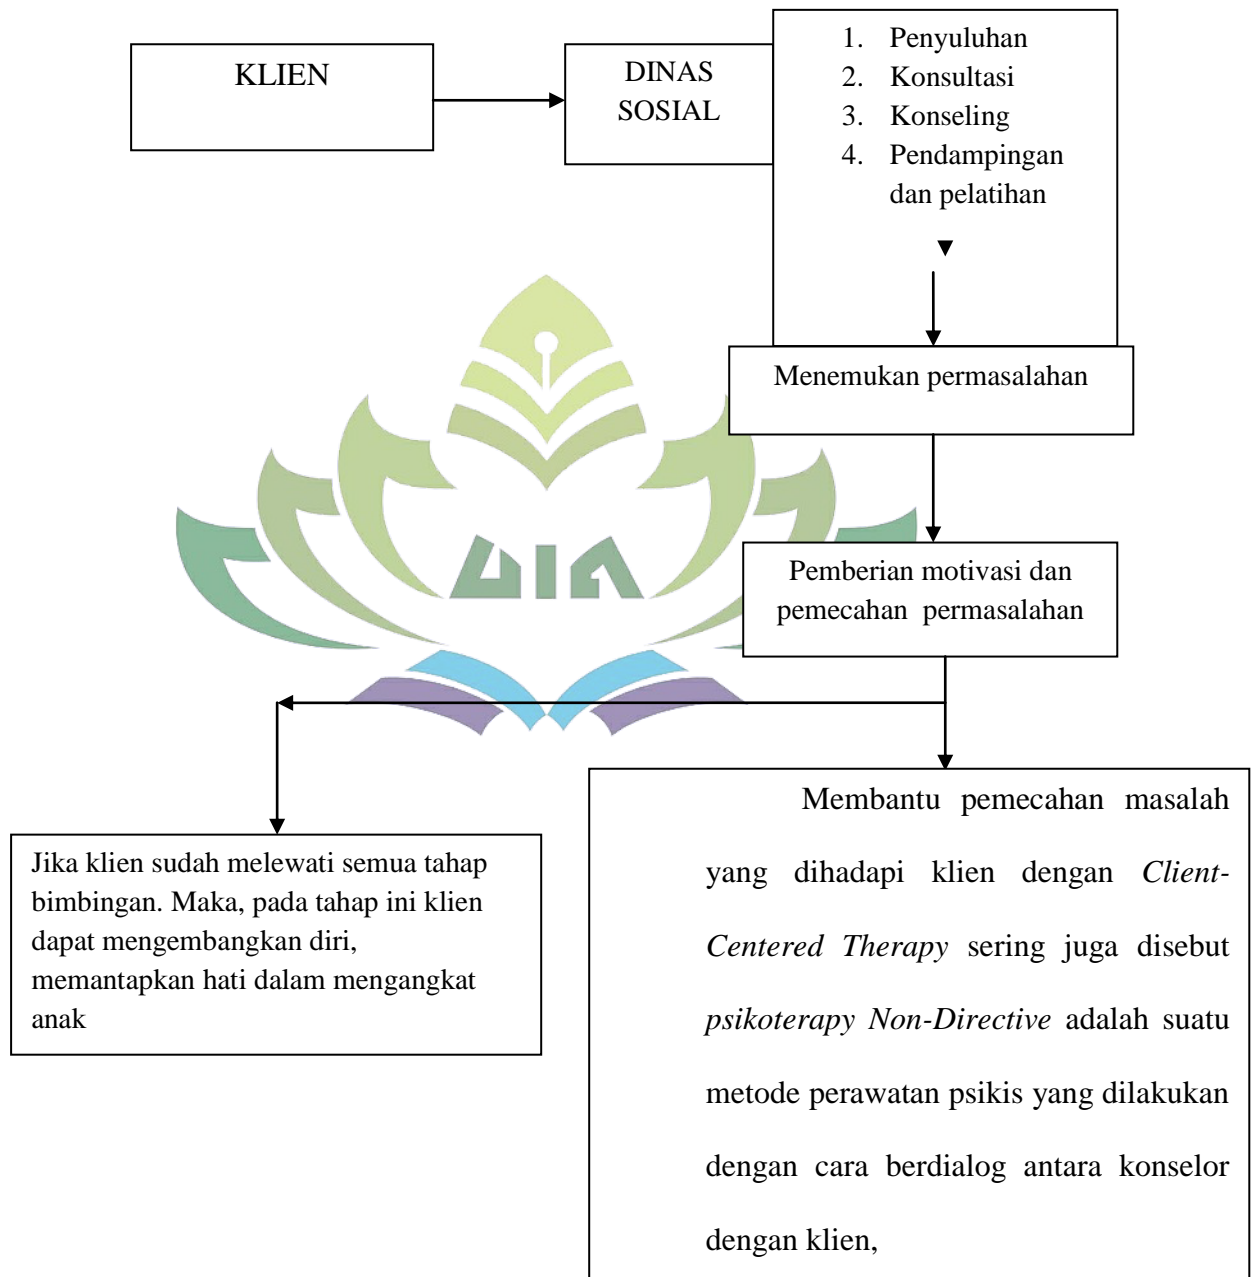 KLIEN
DINAS
SOSIAL
1. Penyuluhan
2. Konsultasi
3. Konseling
4. Pendampingan
dan pelatihan
Menemukan permasalahan
UIN
Pemberian motivasi dan
pemecahan permasalahan
Jika klien sudah melewati semua tahap
bimbingan. Maka, pada tahap ini klien
dapat mengembangkan diri,
memantapkan hati dalam mengangkat
anak
Membantu pemecahan masalah
yang dihadapi klien dengan Client-
Centered Therapy sering juga disebut
psikoterapy Non-Directive adalah suatu
metode perawatan psikis yang dilakukan
dengan cara berdialog antara konselor
dengan klien,